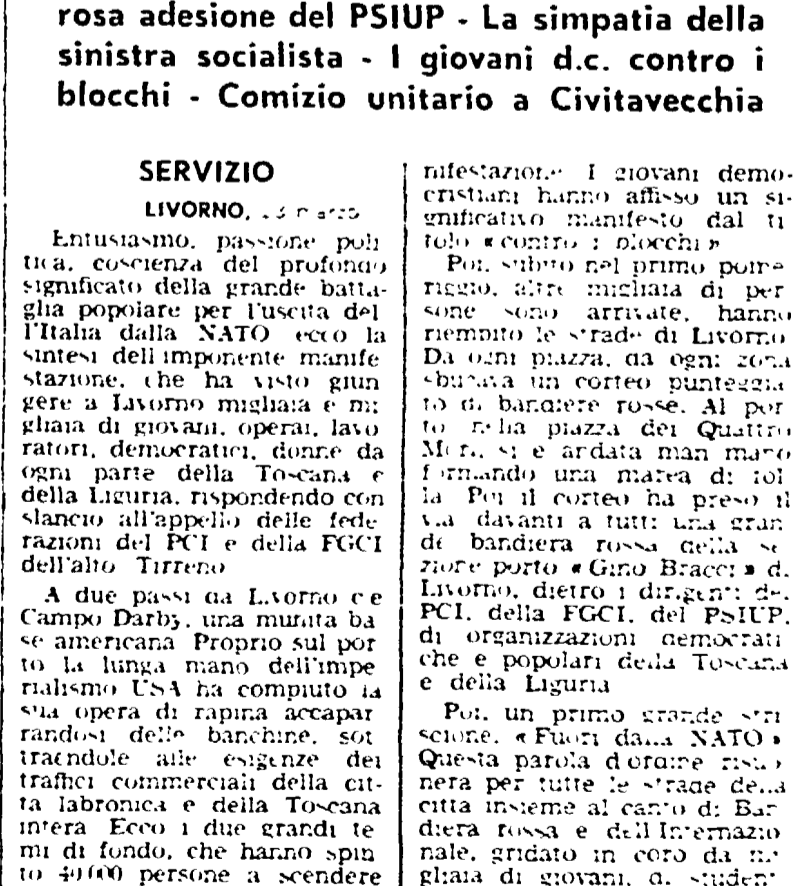 rosa adesione del PSIUP - La simpatia della
sinistra socialista - I giovani d.c. contro i
blocchi - Comizio unitario a Civitavecchia
SERVIZIO
LIVORNO,
Entusiasmo, passione poli
tica, coscienza del profondo
significato della grande batta-
glia popolare per l'uscita del
l'Italia dalla NATO ecco la
sintesi dell imponente manife
stazione, che ha visto giun
gere a Livorno migliaia e mi
gliaia di giovani, operai, lavo
ratori, democratici, donne da
ogni parte della Toscana e
della Liguria, rispondendo con
slancio all'appello delle fede
razioni del PCI e della FGCI
dell'alto Tirreno
A due passi da Livorno c'e
Campo Darby, una munita ba
se americana Proprio sul por
to la lunga mano dell'impe
rialismo USA ha compiuto la
sua opera di rapina accapar
randosi delle banchine, sot
traendole alle esigenze dei
traffici commerciali della cit-
ta labronica e della Toscana
intera Ecco i due grandi te
mi di fondo, che hanno spin
to 40 000 persone a scendere
nifestazione I giovani demo-
cristiani hanno affisso un si-
gnificativo manifesto dal ti
tolo « contro i blocchi »
Poi, subito nel primo pome-
riggio, altre migliaia di per
sone sono arrivate, hanno
riempito le strade di Livorno
Da ogni piazza, da ogni zona
sbucava un corteo punteggia
to di bandiere rosse. Al por
to nella piazza dei Quattro
Mori, si e andata man mano
formando una marea di fol
la Poi il corteo ha preso il
via davanti a tutti una gran
de bandiera rossa della se
zione porto « Gino Bracci » di
Livorno, dietro i dirigenti del
PCI, della FGCI, del PSIUP,
di organizzazioni democrati
che e popolari della Toscana
e della Liguria
Poi, un primo grande stri
scione, « Fuori dalla NATO »
Questa parola d'ordine risuo
nera per tutte le strade della
citta insieme al canto di Ban
diera rossa e dell Internazio
nale, gridato in coro da mi
gliaia di giovani, di student